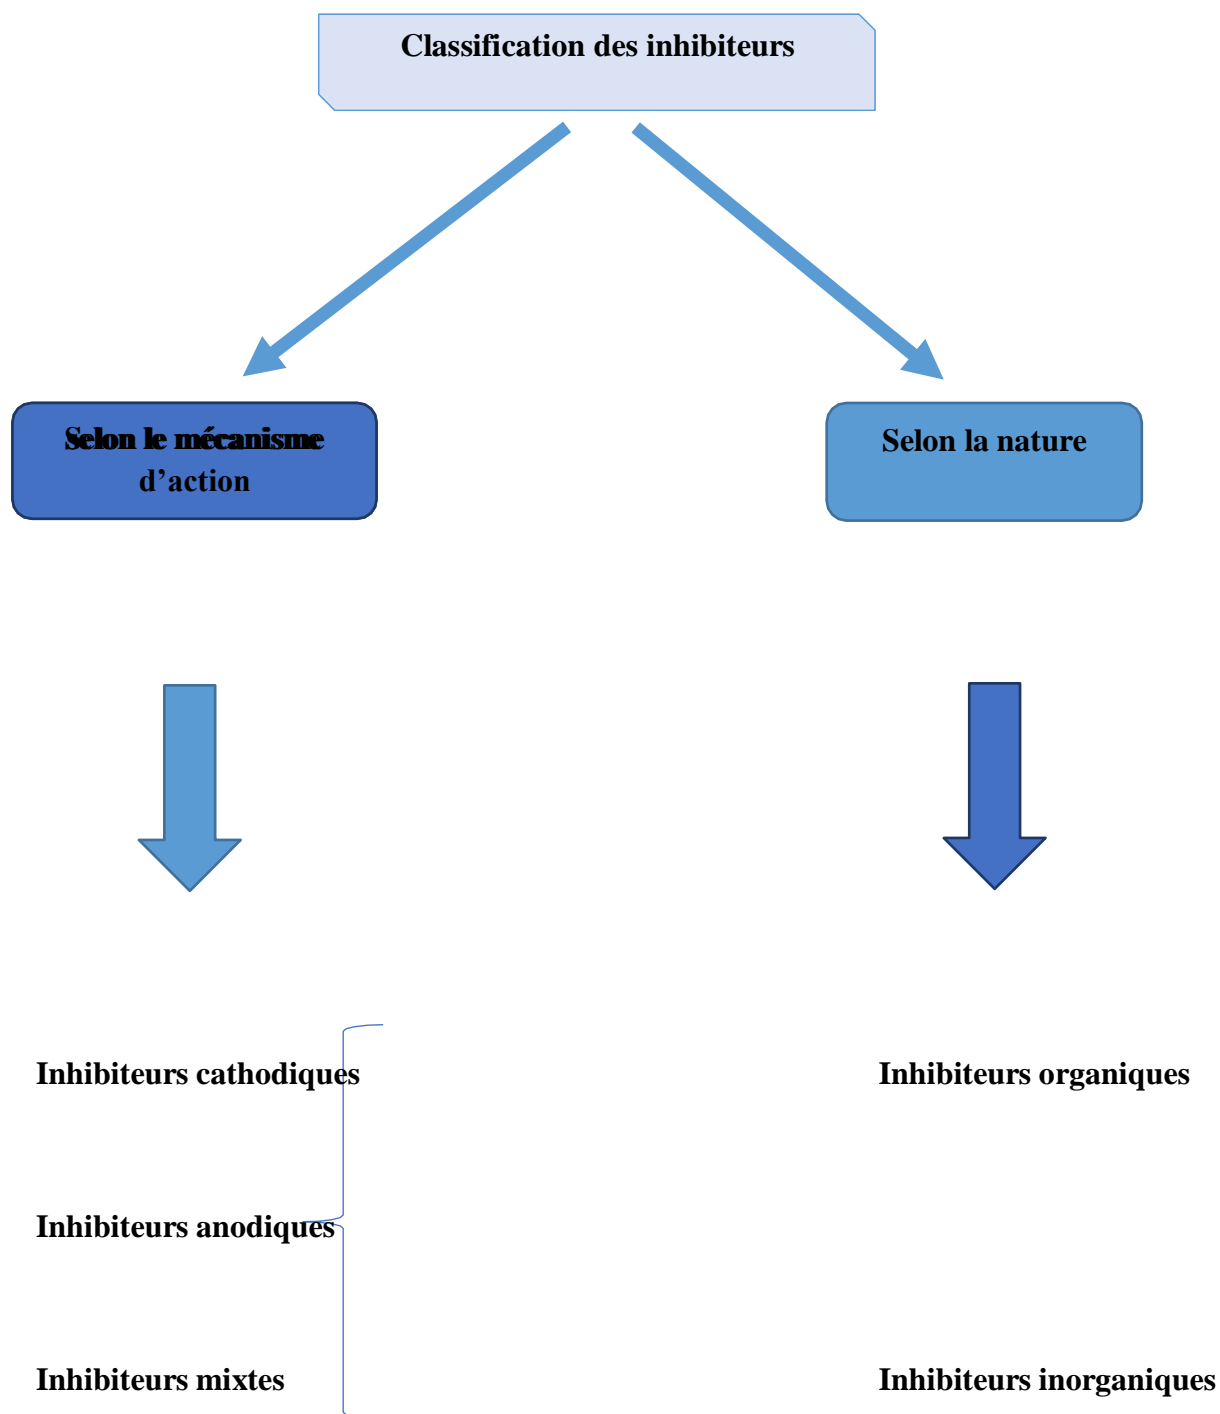 Classification des inhibiteurs
Selon le mécanisme
d’action
Selon la nature
Inhibiteurs cathodiques
Inhibiteurs organiques
Inhibiteurs anodiques
Inhibiteurs mixtes
Inhibiteurs inorganiques